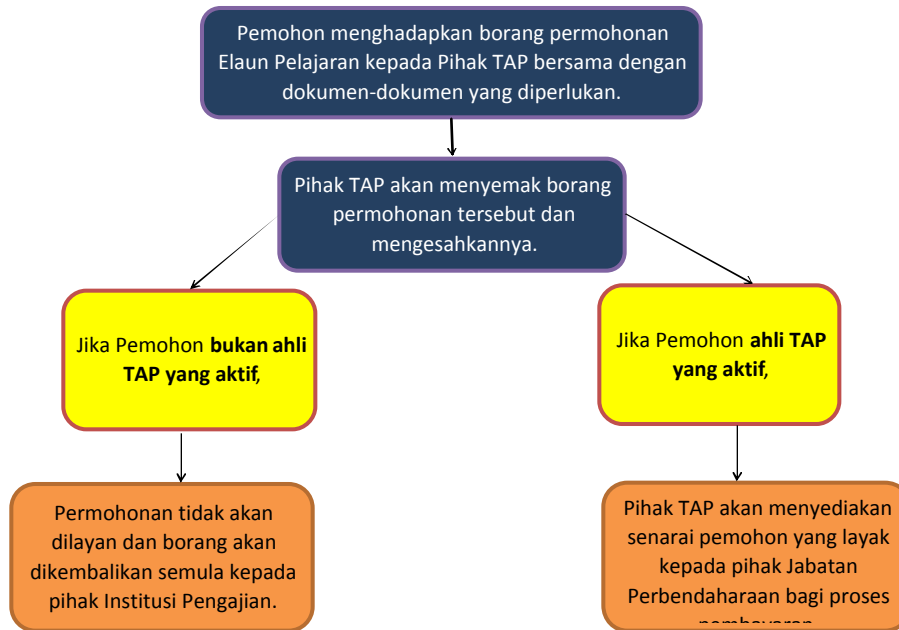 Pemohon menghadapkan borang permohonan
Elaun Pelajaran kepada Pihak TAP bersama dengan
dokumen-dokumen yang diperlukan.
Pihak TAP akan menyemak borang
permohonan tersebut dan
mengesahkannya.
Jika Pemohon bukan ahli
TAP yang aktif,
Jika Pemohon ahli TAP
yang aktif,
Permohonan tidak akan
dilayan dan borang akan
dikembalikan semula kepada
pihak Institusi Pengajian.
Pihak TAP akan menyediakan
senarai pemohon yang layak
kepada pihak Jabatan
Perbendaharaan bagi proses